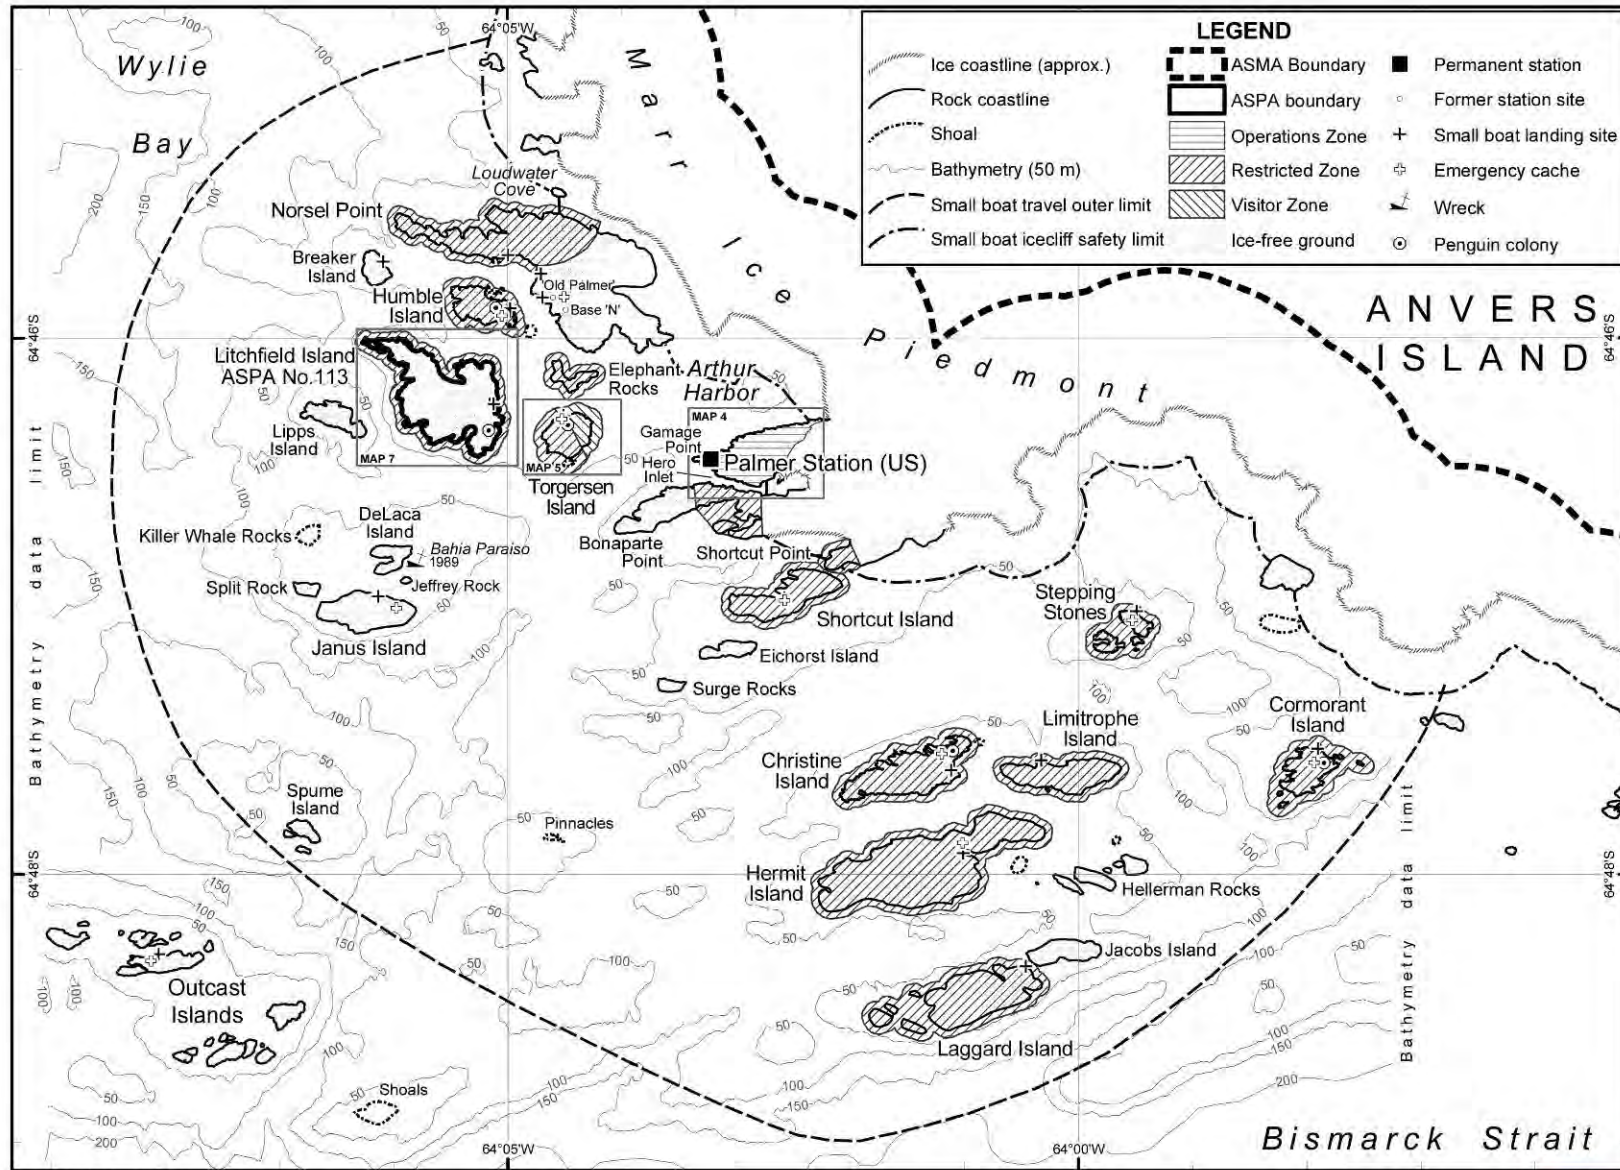 64°05'W
LEGEND
Ice coastline (approx.)
Rock coastline
Shoal
Bathymetry (50 m)
Small boat travel outer limit
Small boat icecliff safety limit
ASMA Boundary
ASPA boundary
Operations Zone
Restricted Zone
Visitor Zone
Ice-free ground
Permanent station
Former station site
Small boat landing site
Emergency cache
Wreck
Penguin colony
Wylie
Bay
Marr Ice Piedmont
ANVERS
ISLAND
Loudwater
Cove
Norsel Point
Breaker
Island
Humble
Island
Old Palmer
Base 'N'
64°46'S
64°46'S
Litchfield Island
ASPA No.113
Elephant
Rocks
Arthur
Harbor
Lipps
Island
MAP 7
MAP 5
MAP 4
Gamage
Point
Hero
Inlet
Palmer Station (US)
Torgersen
Island
Bonaparte
Point
Shortcut Point
Killer Whale Rocks
DeLaca
Island
Bahia Paraiso
1989
Split Rock
Jeffrey Rock
Janus Island
Shortcut Island
Stepping
Stones
Eichorst Island
Surge Rocks
Limitrophe
Island
Cormorant
Island
Christine
Island
Spume
Island
Pinnacles
Hermit
Island
Hellerman Rocks
64°48'S
64°48'S
Jacobs Island
Laggard Island
Outcast
Islands
Shoals
Bathymetry data limit
Bathymetry data limit
64°05'W
64°00'W
Bismarck Strait